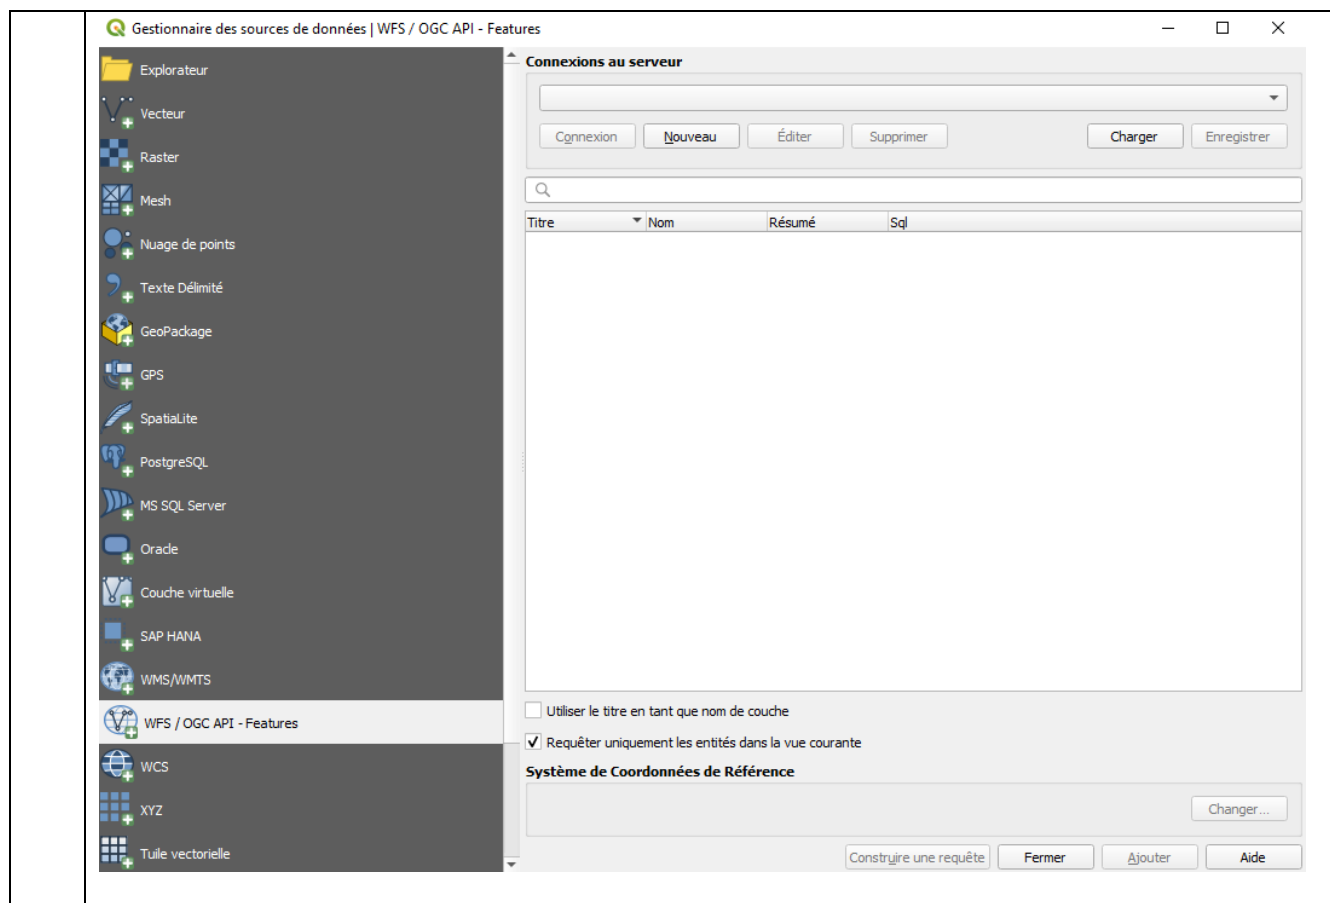 Gestionnaire des sources de données | WFS / OGC API - Features
Explorateur
Vecteur
Raster
Mesh
Nuage de points
Texte Délimité
GeoPackage
GPS
SpatiaLite
PostgreSQL
MS SQL Server
Oracle
Couche virtuelle
SAP HANA
WMS/WMTS
WFS / OGC API - Features
WCS
XYZ
Tuile vectorielle
Connexions au serveur
Connexion Nouveau Éditer Supprimer Charger Enregistrer
Titre Nom Résumé Sql
Utiliser le titre en tant que nom de couche
Requêter uniquement les entités dans la vue courante
Système de Coordonnées de Référence
Changer...
Construire une requête Fermer Ajouter Aide